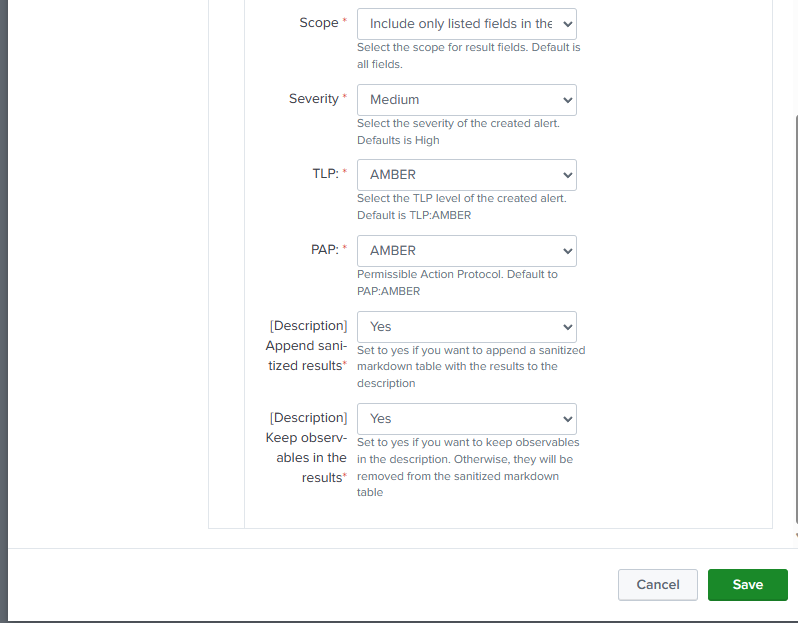 Scope *
Include only listed fields in the
Select the scope for result fields. Default is
all fields.
Severity *
Medium
Select the severity of the created alert.
Defaults is High
TLP: *
AMBER
Select the TLP level of the created alert.
Default is TLP:AMBER
PAP: *
AMBER
Permissible Action Protocol. Default to
PAP:AMBER
[Description]
Append sani-
tized results*
Yes
Set to yes if you want to append a sanitized
markdown table with the results to the
description
[Description]
Keep observ-
ables in the
results*
Yes
Set to yes if you want to keep observables
in the description. Otherwise, they will be
removed from the sanitized markdown
table
Cancel
Save